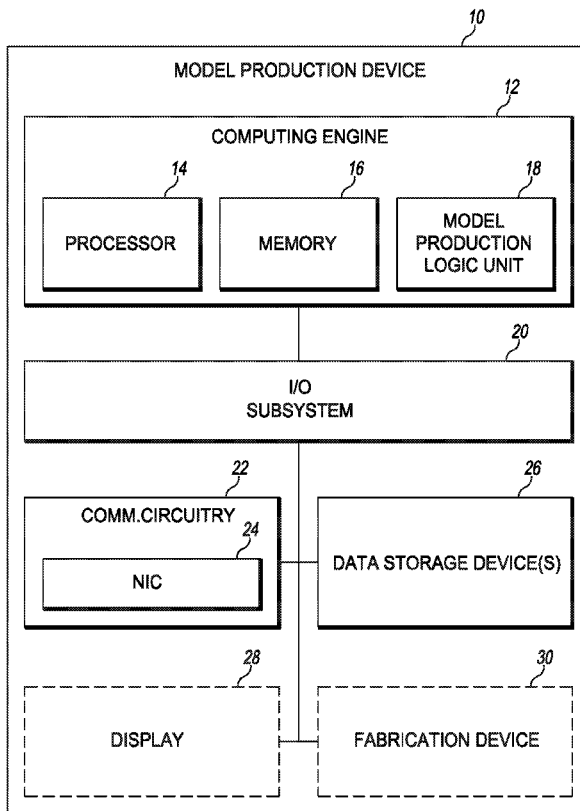 10
MODEL PRODUCTION DEVICE
12
COMPUTING ENGINE
14
PROCESSOR
16
MEMORY
18
MODEL
PRODUCTION
LOGIC UNIT
20
I/O
SUBSYSTEM
22
COMM.CIRCUITRY
24
NIC
26
DATA STORAGE DEVICE(S)
28
DISPLAY
30
FABRICATION DEVICE